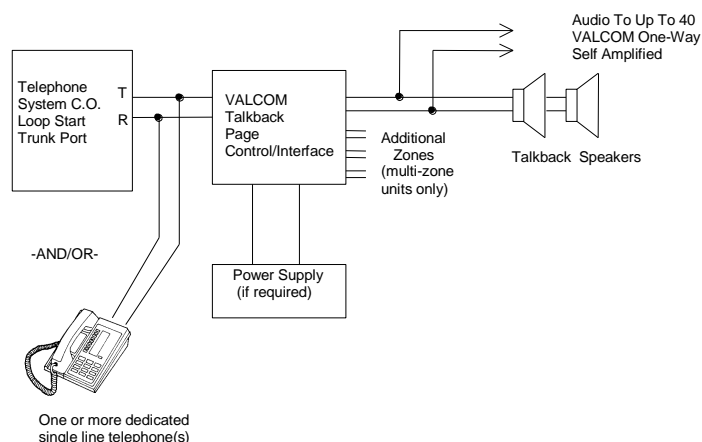 Audio To Up To 40
VALCOM One-Way
Self Amplified
Telephone
System C.O.
Loop Start
Trunk Port
T
R
VALCOM
Talkback
Page
Control/Interface
Additional
Zones
(multi-zone
units only)
Talkback Speakers
-AND/OR-
Power Supply
(if required)
One or more dedicated
single line telephone(s)